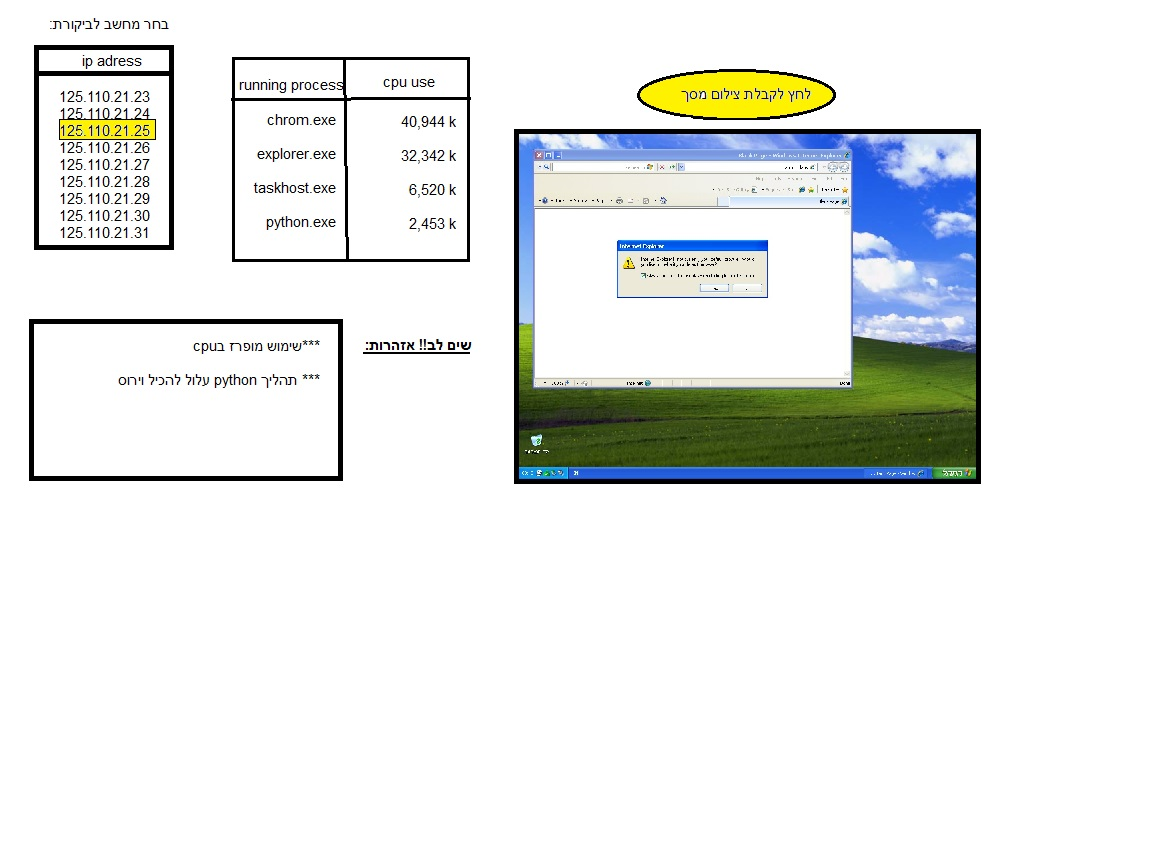 בחר מחשב לביקורת:
ip adress
125.110.21.23
125.110.21.24
125.110.21.25
125.110.21.26
125.110.21.27
125.110.21.28
125.110.21.29
125.110.21.30
125.110.21.31
running process cpu use
chrom.exe 40,944 k
explorer.exe 32,342 k
taskhost.exe 6,520 k
python.exe 2,453 k
לחץ לקבלת צילום מסך
Internet Explorer
Done
שים לב!! אזהרות:
***שימוש מופרז בcpu
*** תהליך python עלול להכיל וירוס